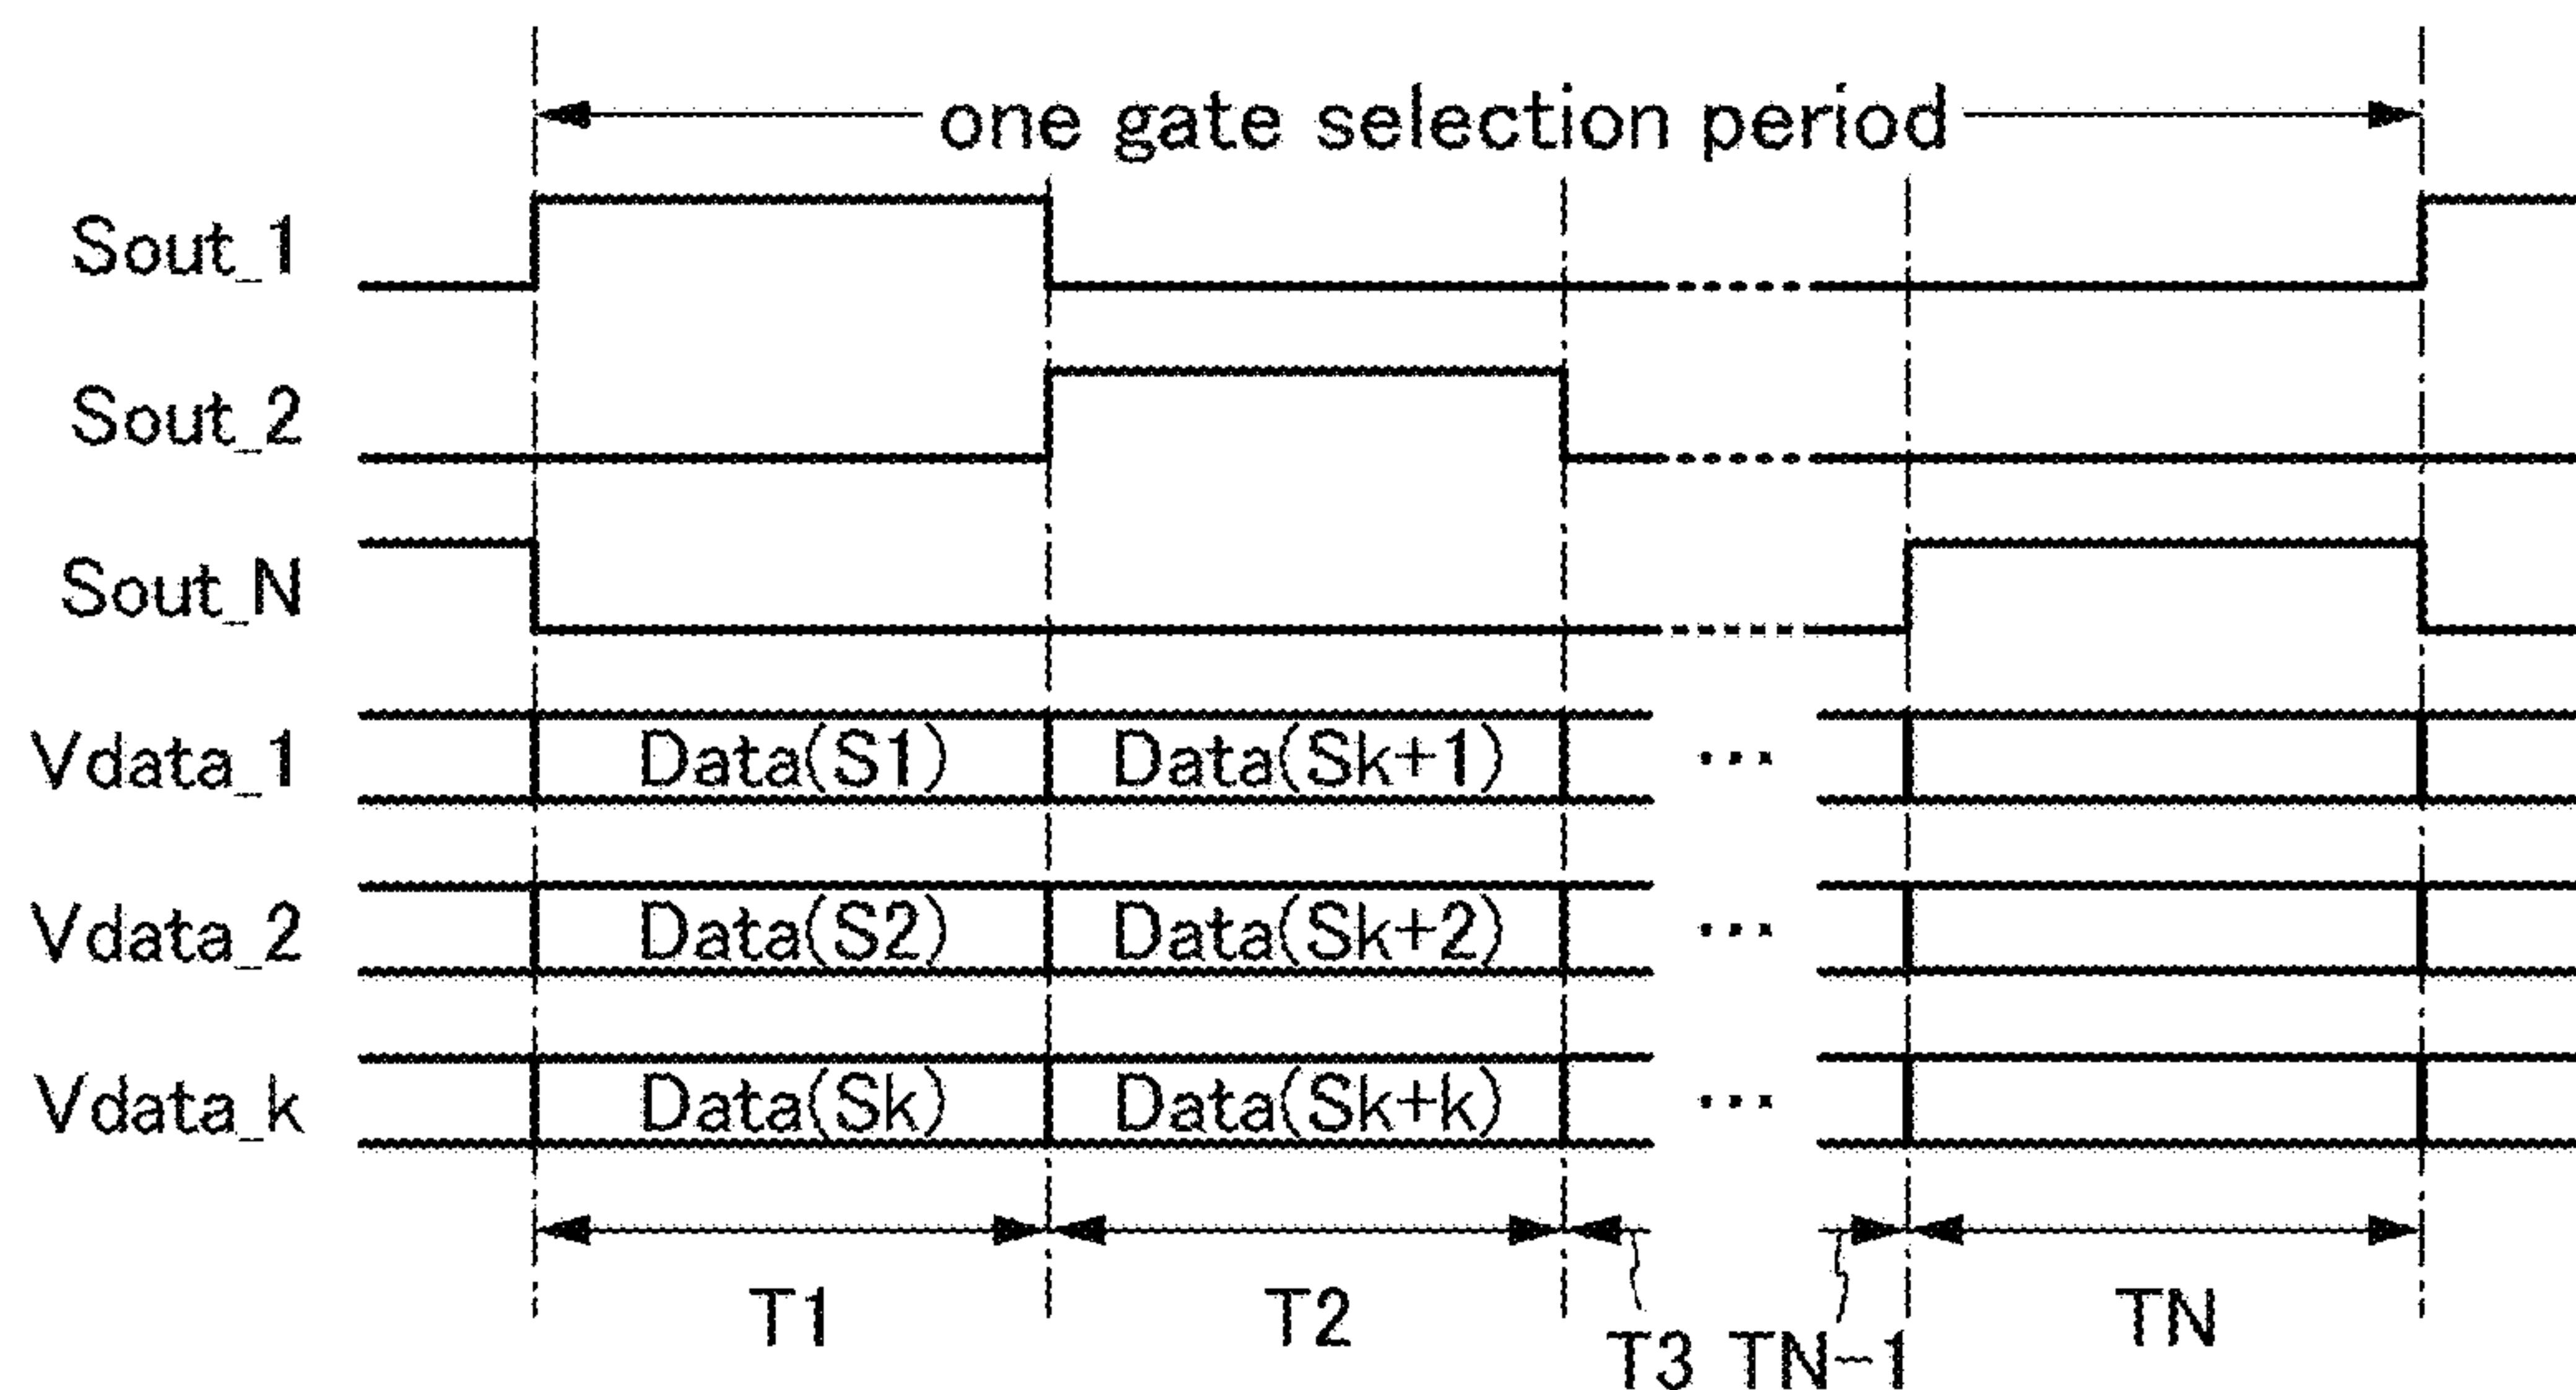 one gate selection period
Sout_1
Sout_2
Sout_N
Vdata_1 Data(S1) Data(Sk+1) ...
Vdata_2 Data(S2) Data(Sk+2) ...
Vdata_k Data(Sk) Data(Sk+k) ...
T1 T2 T3 TN-1 TN